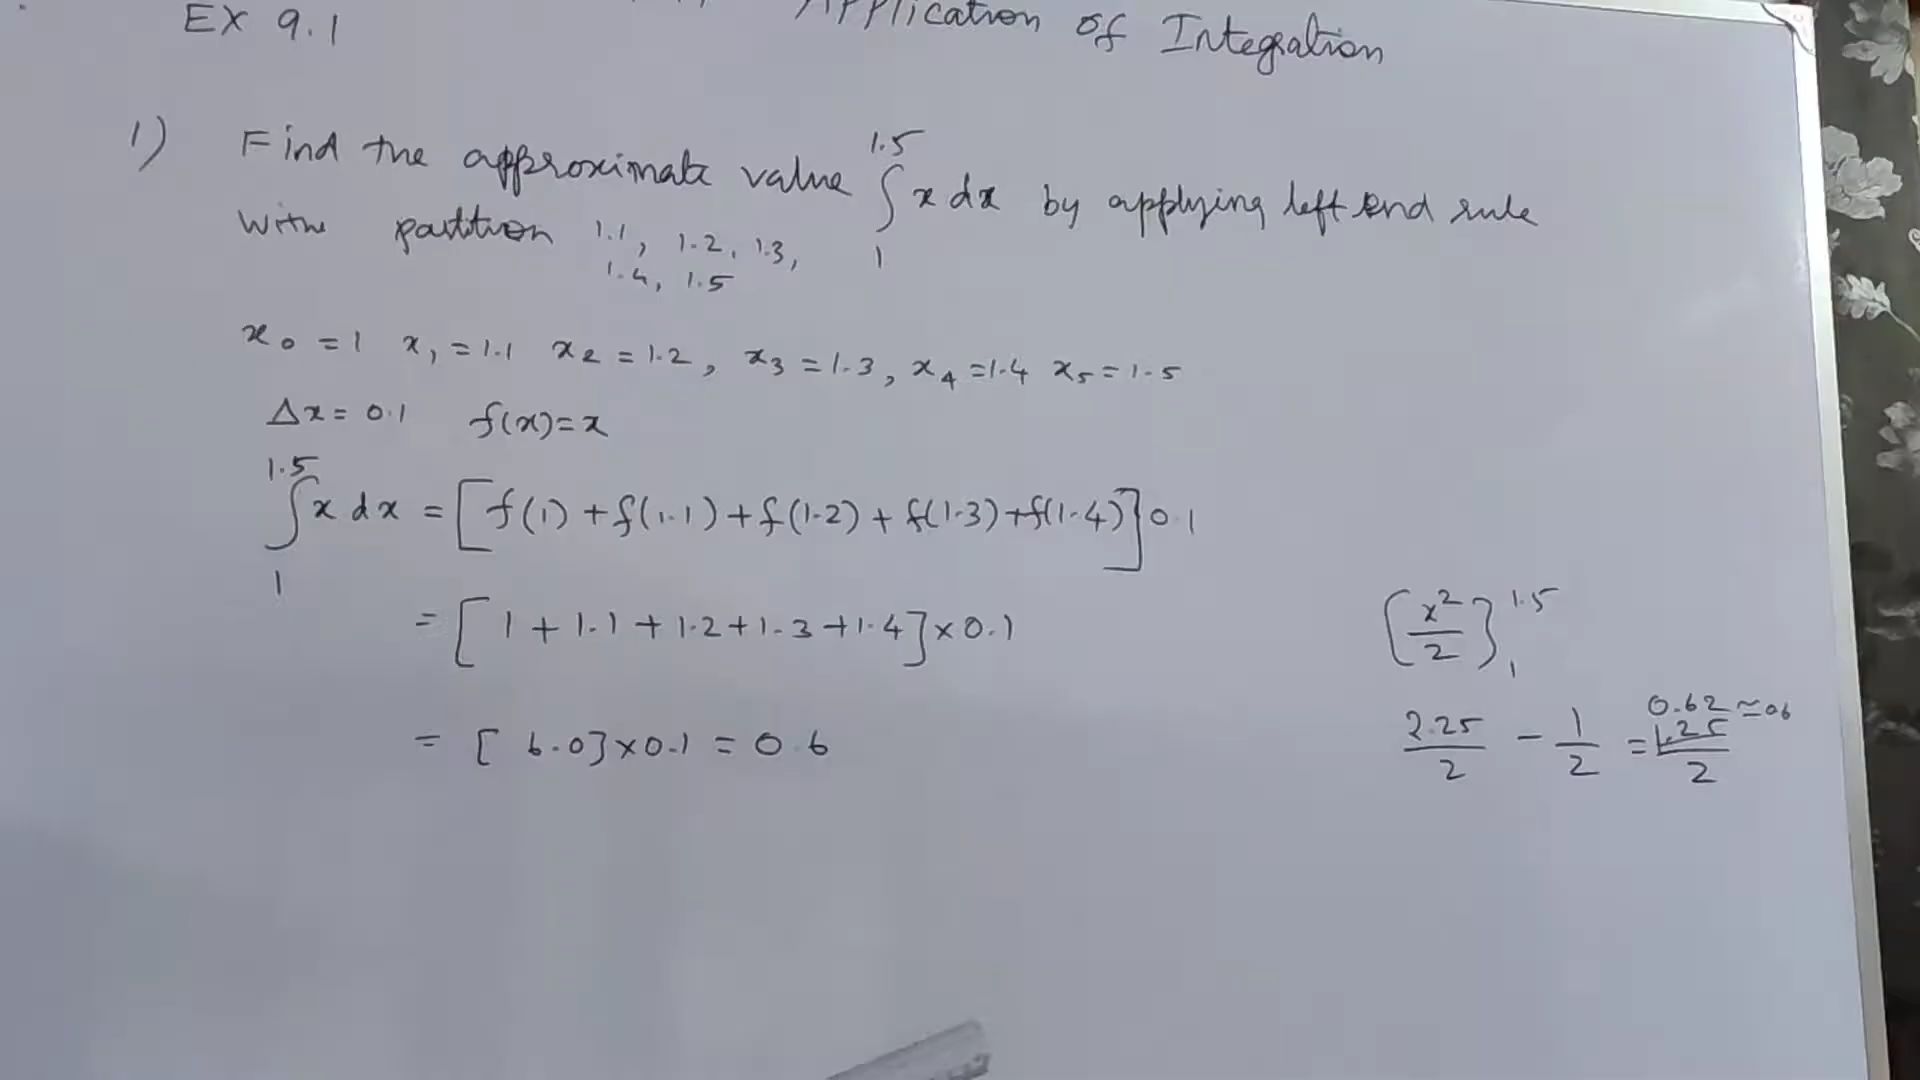 EX 9.1 Application of Integration
1) Find the approximate value ∫₁^1.5 x dx by applying left end rule
with partition 1.1, 1.2, 1.3,
1.4, 1.5
x₀ = 1 x₁ = 1.1 x₂ = 1.2, x₃ = 1.3, x₄ = 1.4 x₅ = 1.5
Δx = 0.1 f(x) = x
∫₁^1.5 x dx = [f(1) + f(1.1) + f(1.2) + f(1.3) + f(1.4)] 0.1
= [1 + 1.1 + 1.2 + 1.3 + 1.4] × 0.1
= [6.0] × 0.1 = 0.6
[x²/2]₁^1.5
2.25/2 - 1/2 = 1.25/2 0.62 ≃ 06